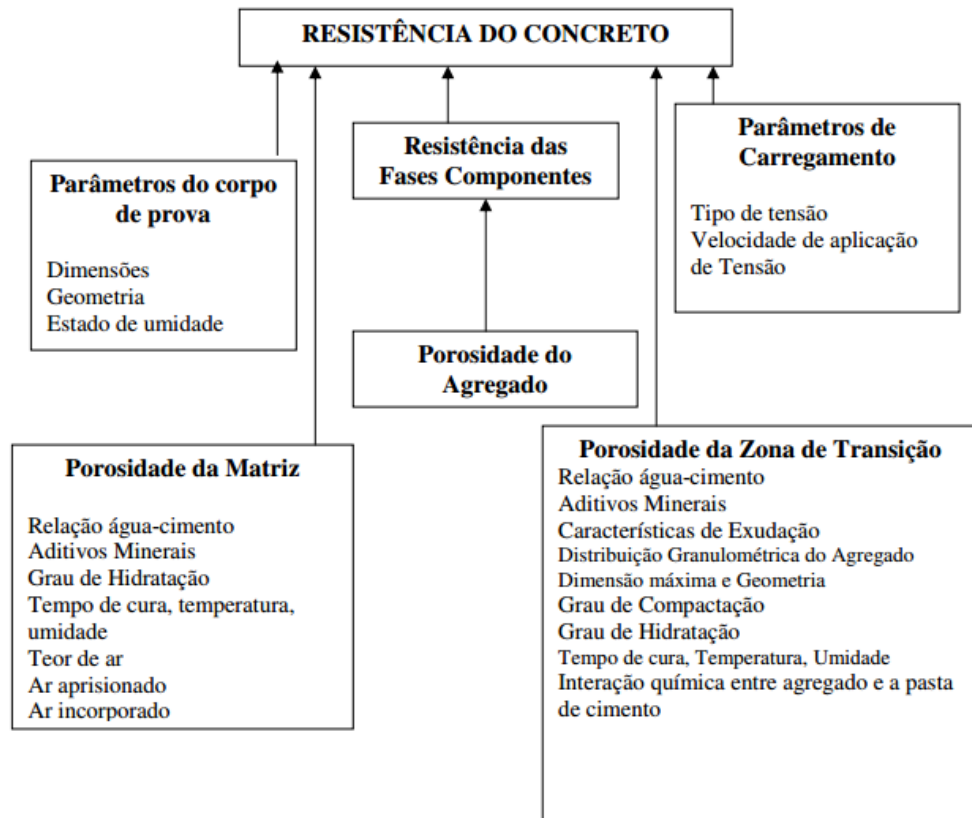 RESISTÊNCIA DO CONCRETO
Parâmetros do corpo
de prova
Dimensões
Geometria
Estado de umidade
Resistência das
Fases Componentes
Parâmetros de
Carregamento
Tipo de tensão
Velocidade de aplicação
de Tensão
Porosidade do
Agregado
Porosidade da Matriz
Relação água-cimento
Aditivos Minerais
Grau de Hidratação
Tempo de cura, temperatura,
umidade
Teor de ar
Ar aprisionado
Ar incorporado
Porosidade da Zona de Transição
Relação água-cimento
Aditivos Minerais
Características de Exudação
Distribuição Granulométrica do Agregado
Dimensão máxima e Geometria
Grau de Compactação
Grau de Hidratação
Tempo de cura, Temperatura, Umidade
Interação química entre agregado e a pasta
de cimento